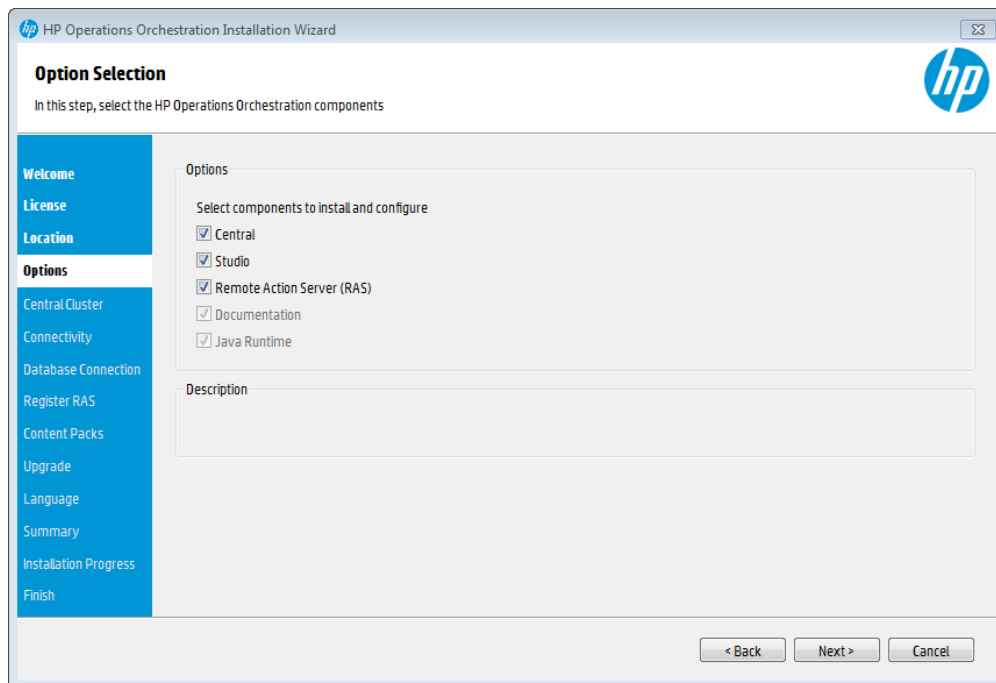 HP Operations Orchestration Installation Wizard
Option Selection
In this step, select the HP Operations Orchestration components
hp
Welcome
License
Location
Options
Central Cluster
Connectivity
Database Connection
Register RAS
Content Packs
Upgrade
Language
Summary
Installation Progress
Finish
Options
Select components to install and configure
Central
Studio
Remote Action Server (RAS)
Documentation
Java Runtime
Description
< Back
Next >
Cancel